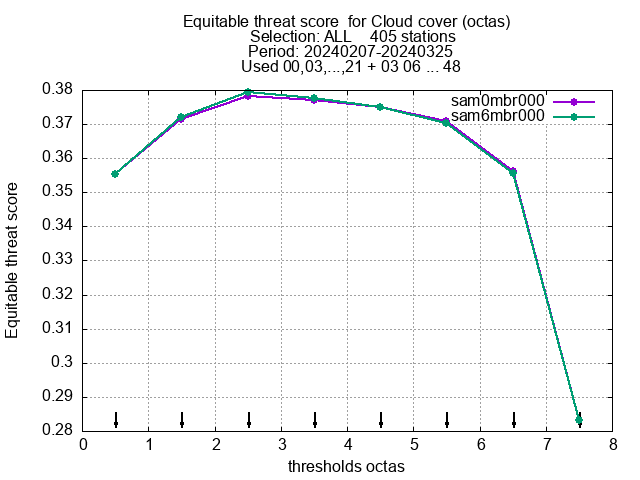 Equitable threat score  for Cloud cover (octas)
Selection: ALL    405 stations
Period: 20240207-20240325
Used 00,03,...,21 + 03 06 ... 48
sam0mbr000
sam6mbr000
0.38
0.37
0.36
0.35
0.34
0.33
0.32
0.31
0.3
0.29
0.28
Equitable threat score
0 1 2 3 4 5 6 7 8
thresholds octas